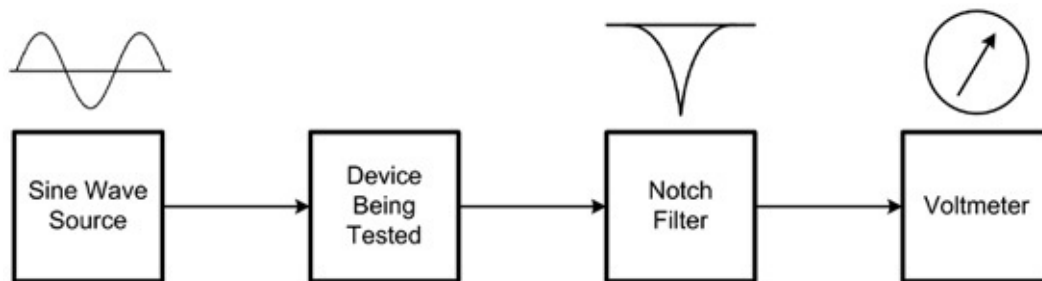 Sine Wave
Source
Device
Being
Tested
Notch
Filter
Voltmeter